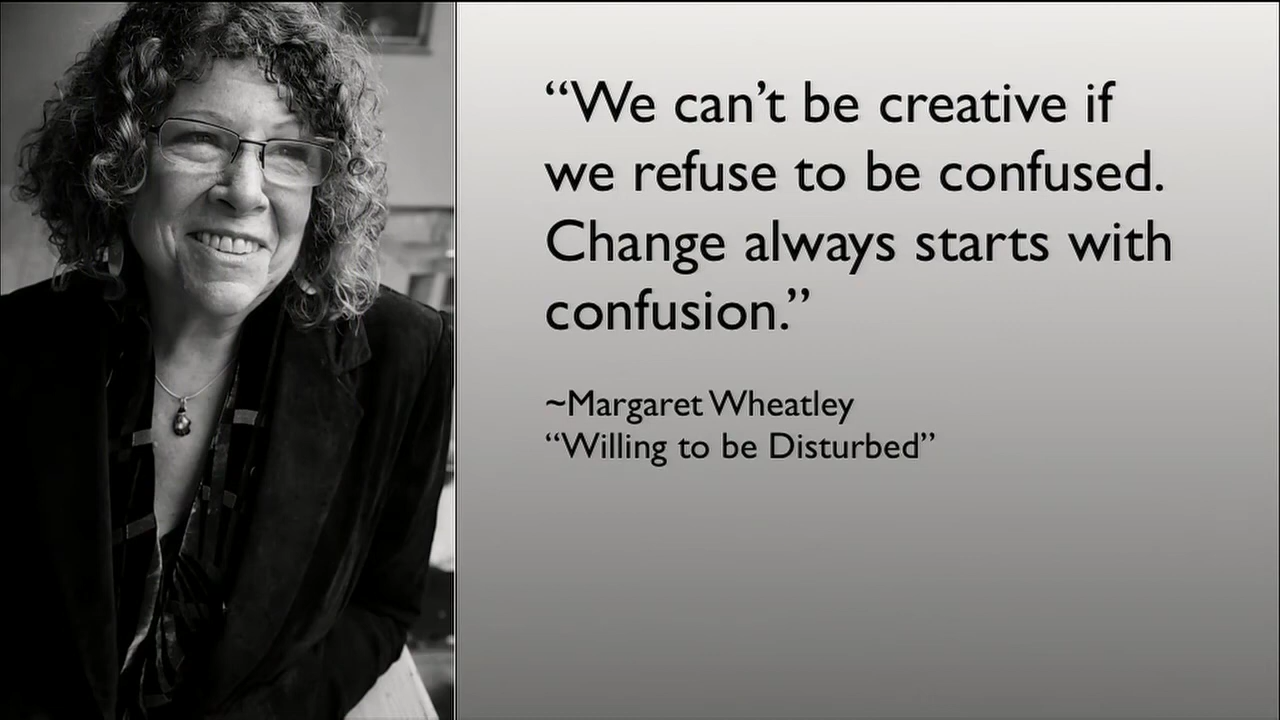 “We can’t be creative if
we refuse to be confused.
Change always starts with
confusion.”
~Margaret Wheatley
“Willing to be Disturbed”